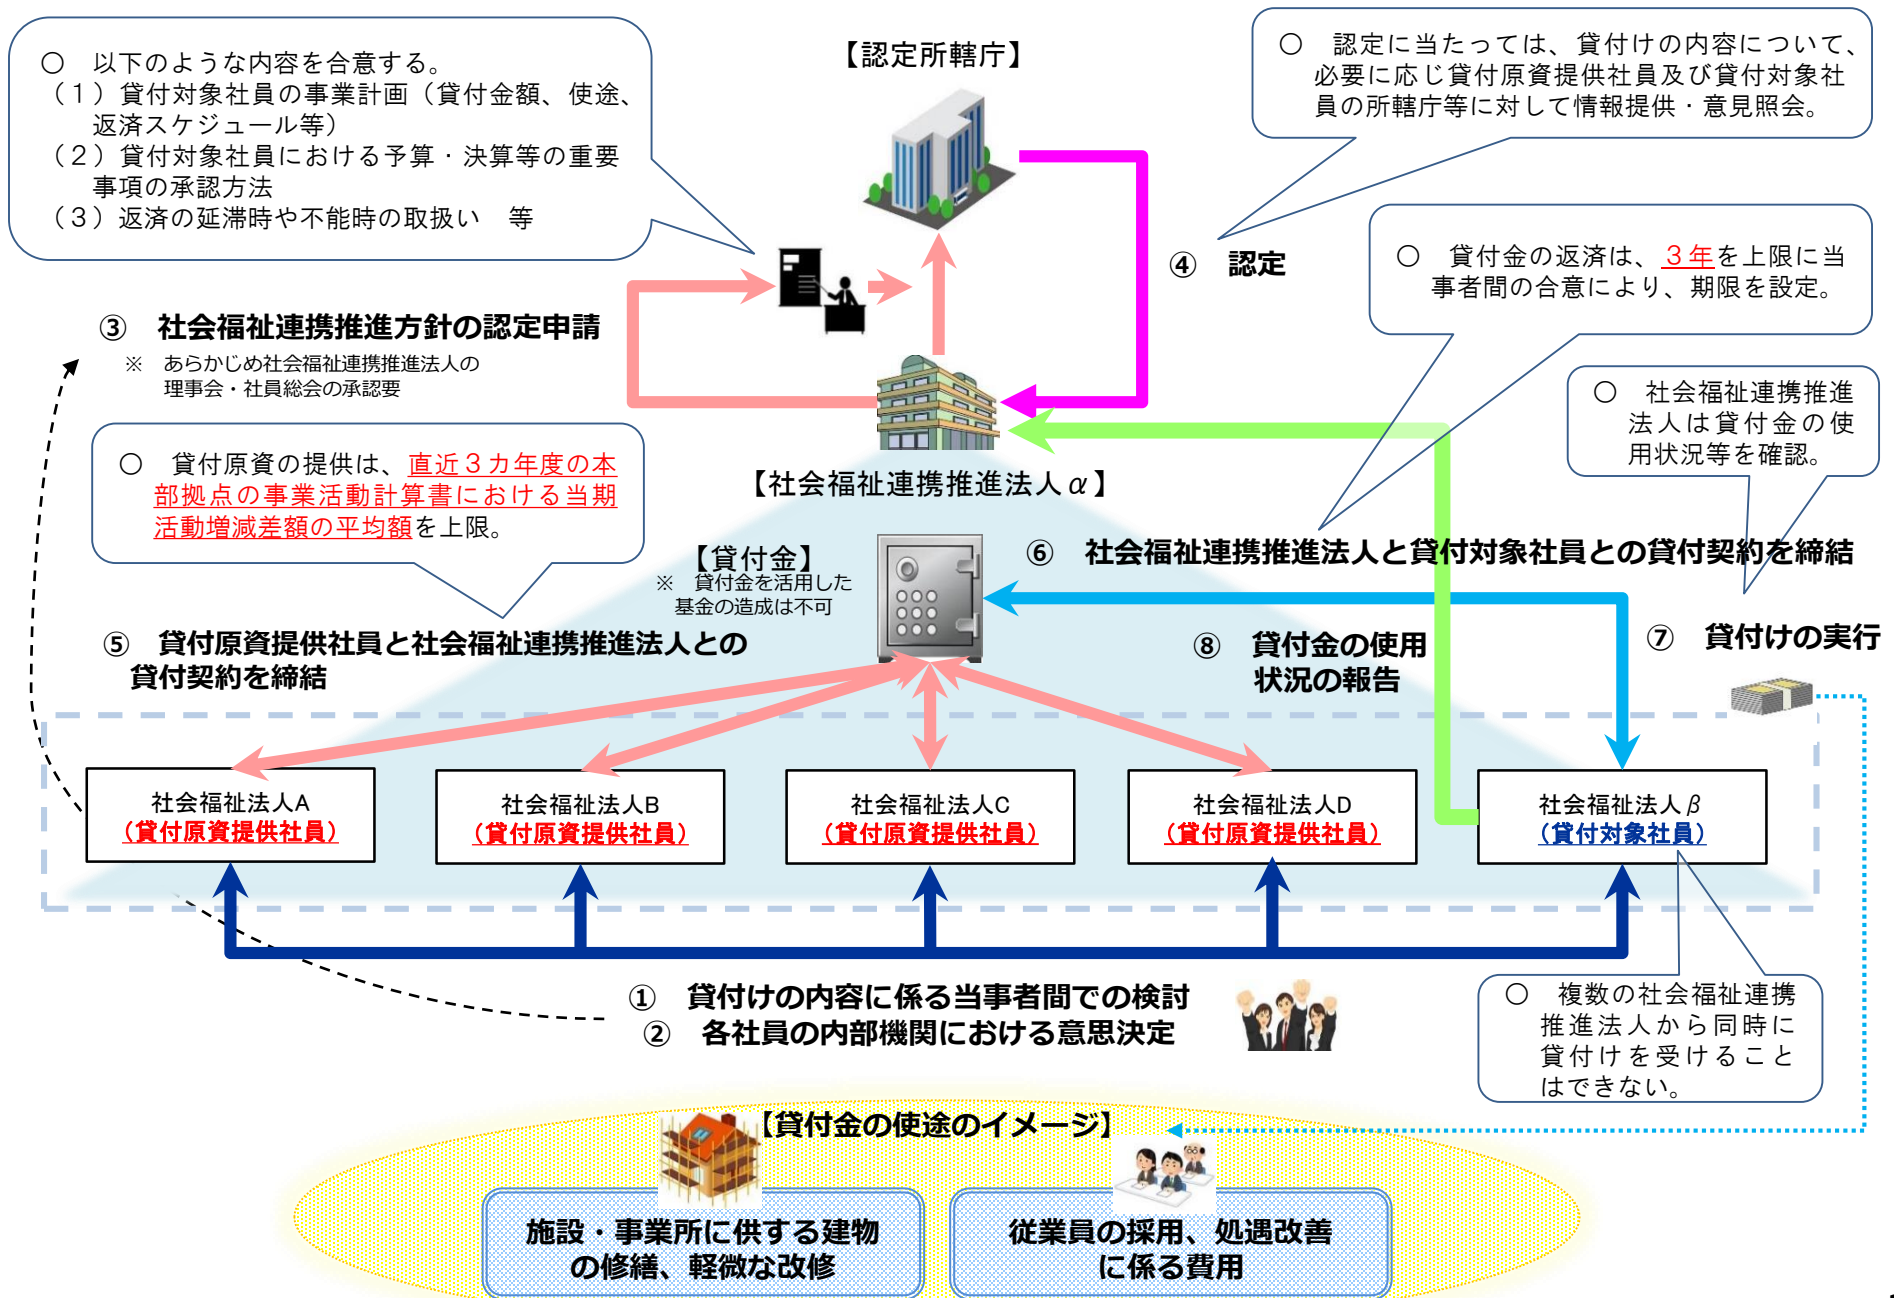 ○　以下のような内容を合意する。
（１）貸付対象社員の事業計画（貸付金額、使途、
返済スケジュール等）
（２）貸付対象社員における予算・決算等の重要
事項の承認方法
（３）返済の延滞時や不能時の取扱い　等
【認定所轄庁】
○　認定に当たっては、貸付けの内容について、
必要に応じ貸付原資提供社員及び貸付対象社
員の所轄庁等に対して情報提供・意見照会。
④　認定
○　貸付金の返済は、３年を上限に当
事者間の合意により、期限を設定。
③　社会福祉連携推進方針の認定申請
※　あらかじめ社会福祉連携推進法人の
理事会・社員総会の承認要
○　社会福祉連携推進
法人は貸付金の使
用状況等を確認。
○　貸付原資の提供は、直近３カ年度の本
部拠点の事業活動計算書における当期
活動増減差額の平均額を上限。
【社会福祉連携推進法人α】
【貸付金】
※　貸付金を活用した
基金の造成は不可
⑥　社会福祉連携推進法人と貸付対象社員との貸付契約を締結
⑤　貸付原資提供社員と社会福祉連携推進法人との
貸付契約を締結
⑧　貸付金の使用
状況の報告
⑦　貸付けの実行
社会福祉法人A
（貸付原資提供社員）
社会福祉法人B
（貸付原資提供社員）
社会福祉法人C
（貸付原資提供社員）
社会福祉法人D
（貸付原資提供社員）
社会福祉法人β
（貸付対象社員）
①　貸付けの内容に係る当事者間での検討
②　各社員の内部機関における意思決定
○　複数の社会福祉連携
推進法人から同時に
貸付けを受けること
はできない。
【貸付金の使途のイメージ】
施設・事業所に供する建物
の修繕、軽微な改修
従業員の採用、処遇改善
に係る費用